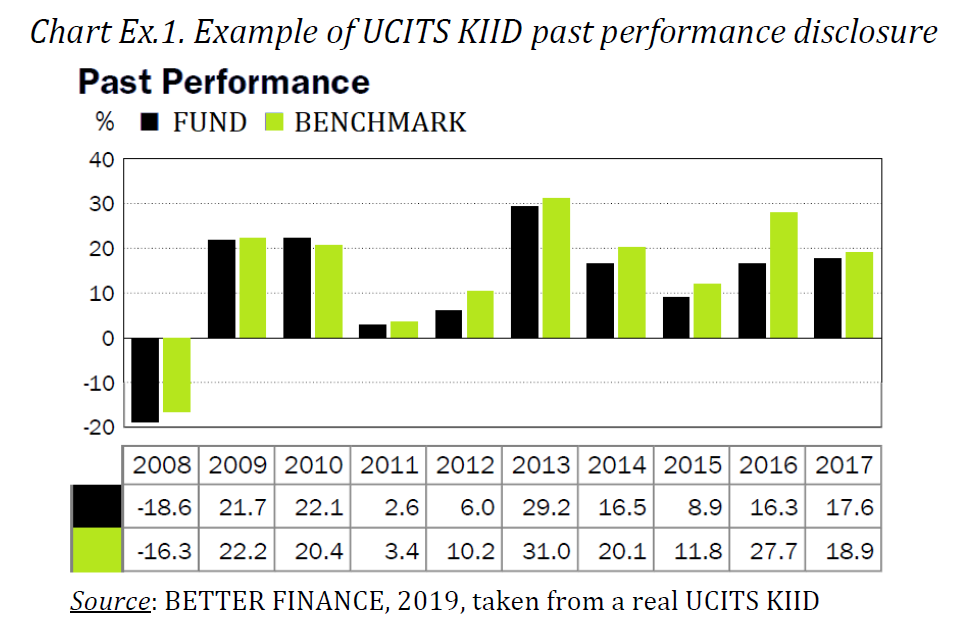 Chart Ex.1. Example of UCITS KIID past performance disclosure
Past Performance
% FUND BENCHMARK
40
30
20
10
0
-10
-20
2008 2009 2010 2011 2012 2013 2014 2015 2016 2017
-18.6 21.7 22.1 2.6 6.0 29.2 16.5 8.9 16.3 17.6
-16.3 22.2 20.4 3.4 10.2 31.0 20.1 11.8 27.7 18.9
Source: BETTER FINANCE, 2019, taken from a real UCITS KIID